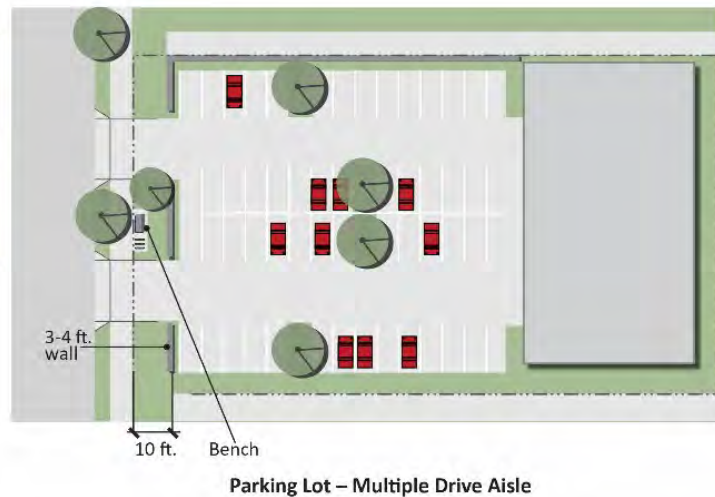 3-4 ft.
wall
10 ft.
Bench
Parking Lot – Multiple Drive Aisle